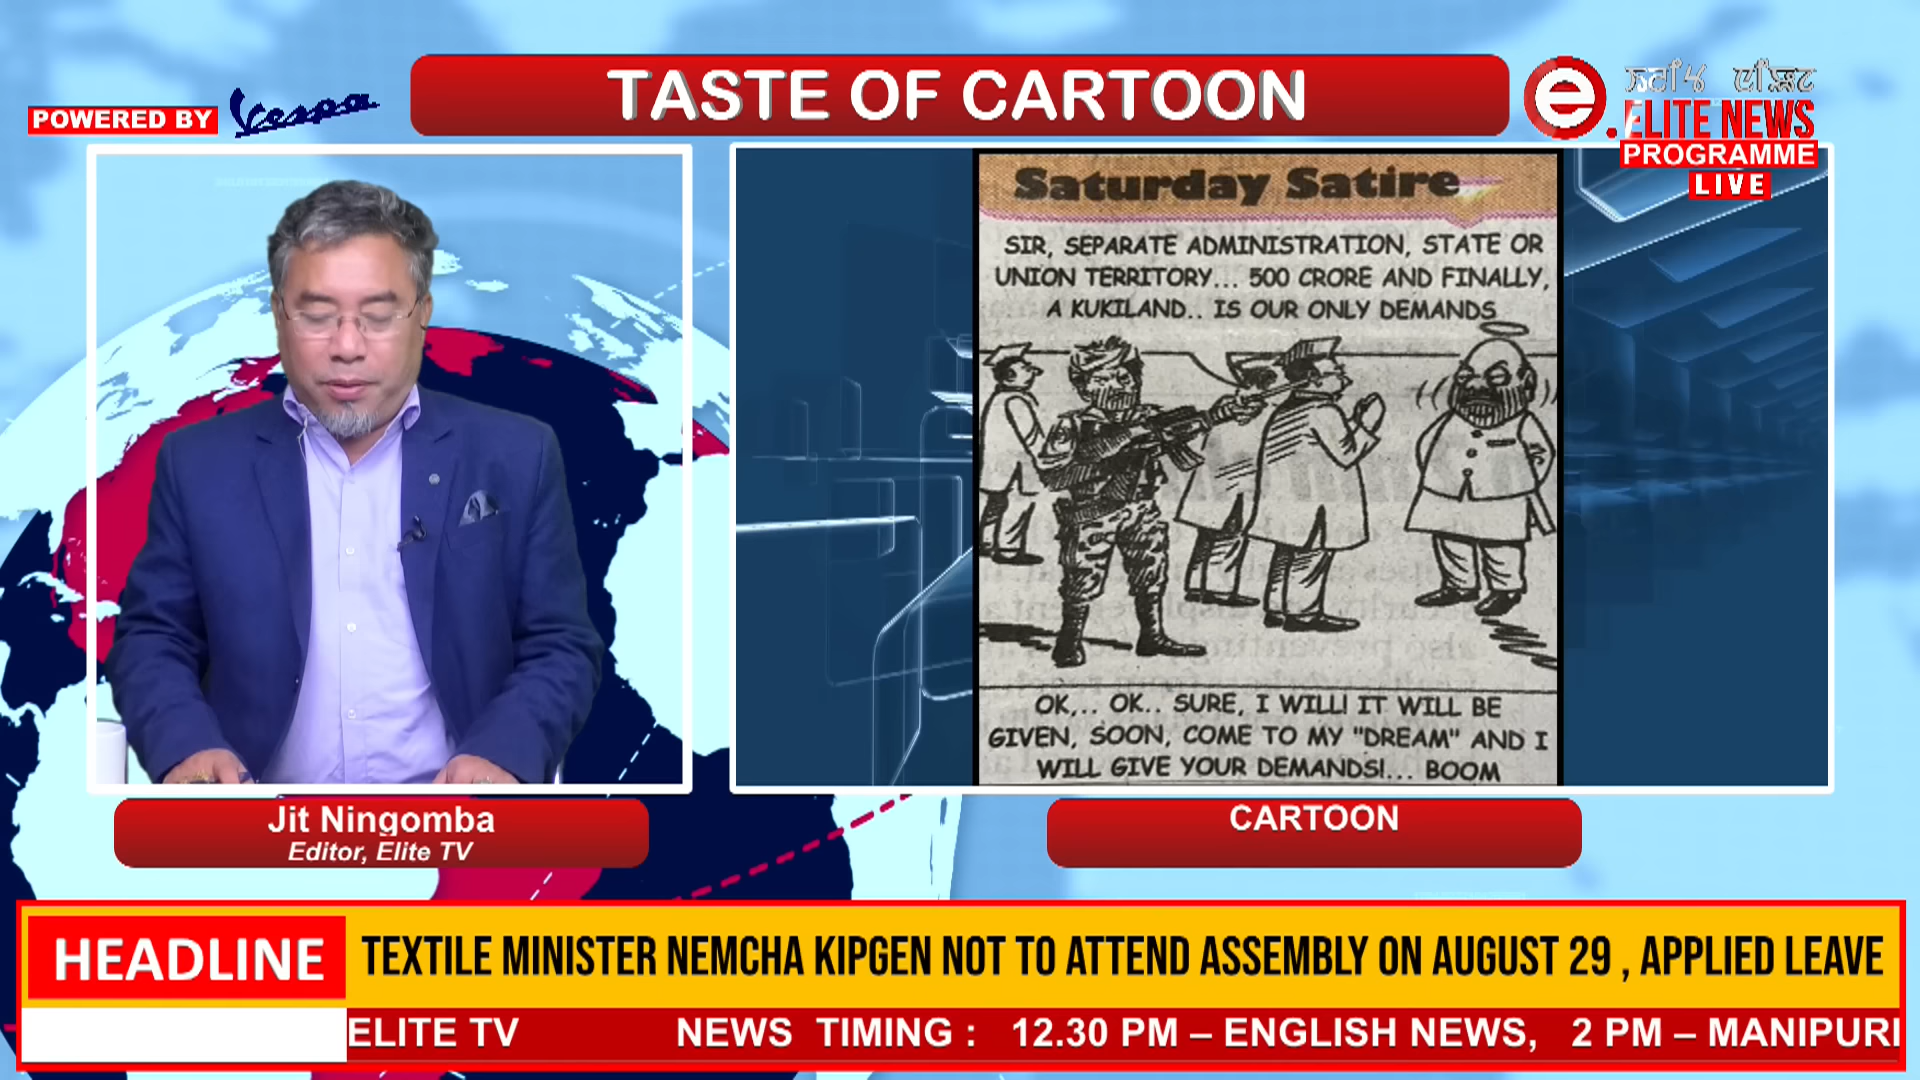 TASTE OF CARTOON
POWERED BY Vespa
e.
ELITE NEWS
PROGRAMME
LIVE
Saturday Satire
SIR, SEPARATE ADMINISTRATION, STATE OR
UNION TERRITORY... 500 CRORE AND FINALLY,
A KUKILAND.. IS OUR ONLY DEMANDS
OK,.. OK.. SURE, I WILL! IT WILL BE
GIVEN, SOON, COME TO MY "DREAM" AND I
WILL GIVE YOUR DEMANDS!... BOOM
Jit Ningomba
Editor, Elite TV
CARTOON
HEADLINE
TEXTILE MINISTER NEMCHA KIPGEN NOT TO ATTEND ASSEMBLY ON AUGUST 29 , APPLIED LEAVE
ELITE TV NEWS TIMING : 12.30 PM – ENGLISH NEWS, 2 PM – MANIPURI